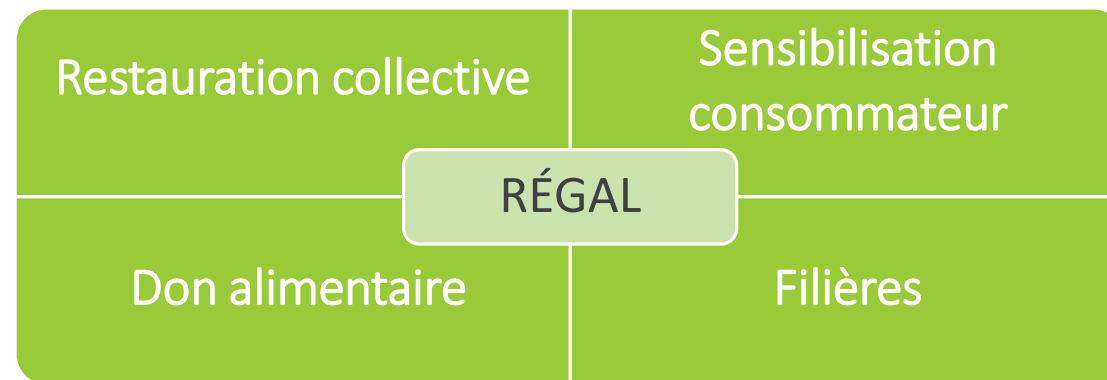 Restauration collective
Sensibilisation
consommateur
RÉGAL
Don alimentaire
Filières